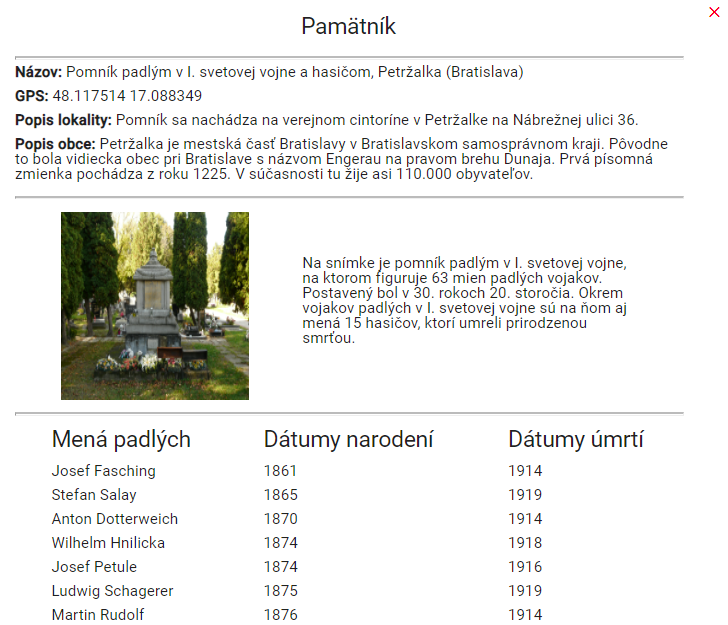 Pamätník
Názov: Pomník padlým v I. svetovej vojne a hasičom, Petržalka (Bratislava)
GPS: 48.117514 17.088349
Popis lokality: Pomník sa nachádza na verejnom cintoríne v Petržalke na Nábrežnej ulici 36.
Popis obce: Petržalka je mestská časť Bratislavy v Bratislavskom samosprávnom kraji. Pôvodne
to bola vidiecka obec pri Bratislave s názvom Engerau na pravom brehu Dunaja. Prvá písomná
zmienka pochádza z roku 1225. V súčasnosti tu žije asi 110.000 obyvateľov.
Na snímke je pomník padlým v I. svetovej vojne,
na ktorom figuruje 63 mien padlých vojakov.
Postavený bol v 30. rokoch 20. storočia. Okrem
vojakov padlých v I. svetovej vojne sú na ňom aj
mená 15 hasičov, ktorí umreli prirodzenou
smrťou.
Mená padlých Dátumy narodení Dátumy úmrtí
Josef Fasching 1861 1914
Stefan Salay 1865 1919
Anton Dotterweich 1870 1914
Wilhelm Hnilicka 1874 1918
Josef Petule 1874 1916
Ludwig Schagerer 1875 1919
Martin Rudolf 1876 1914